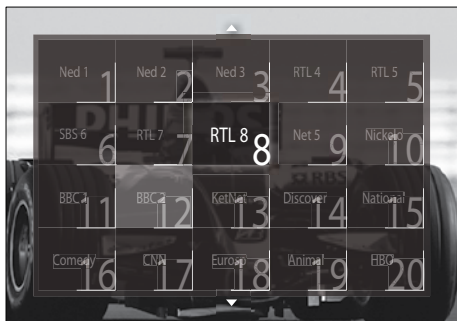 Ned 1 1 Ned 2 2 Ned 3 3 RTL 4 4 RTL 5 5
SBS 6 6 RTL 7 7 RTL 8 8 Net 5 9 10
PHILIPS
RBS
BBC 1 11 BBC 2 12 KetNet 13 Discover 14 National 15
Comedy 16 CNN 17 Eurosp 18 Animal 19 HBO 20